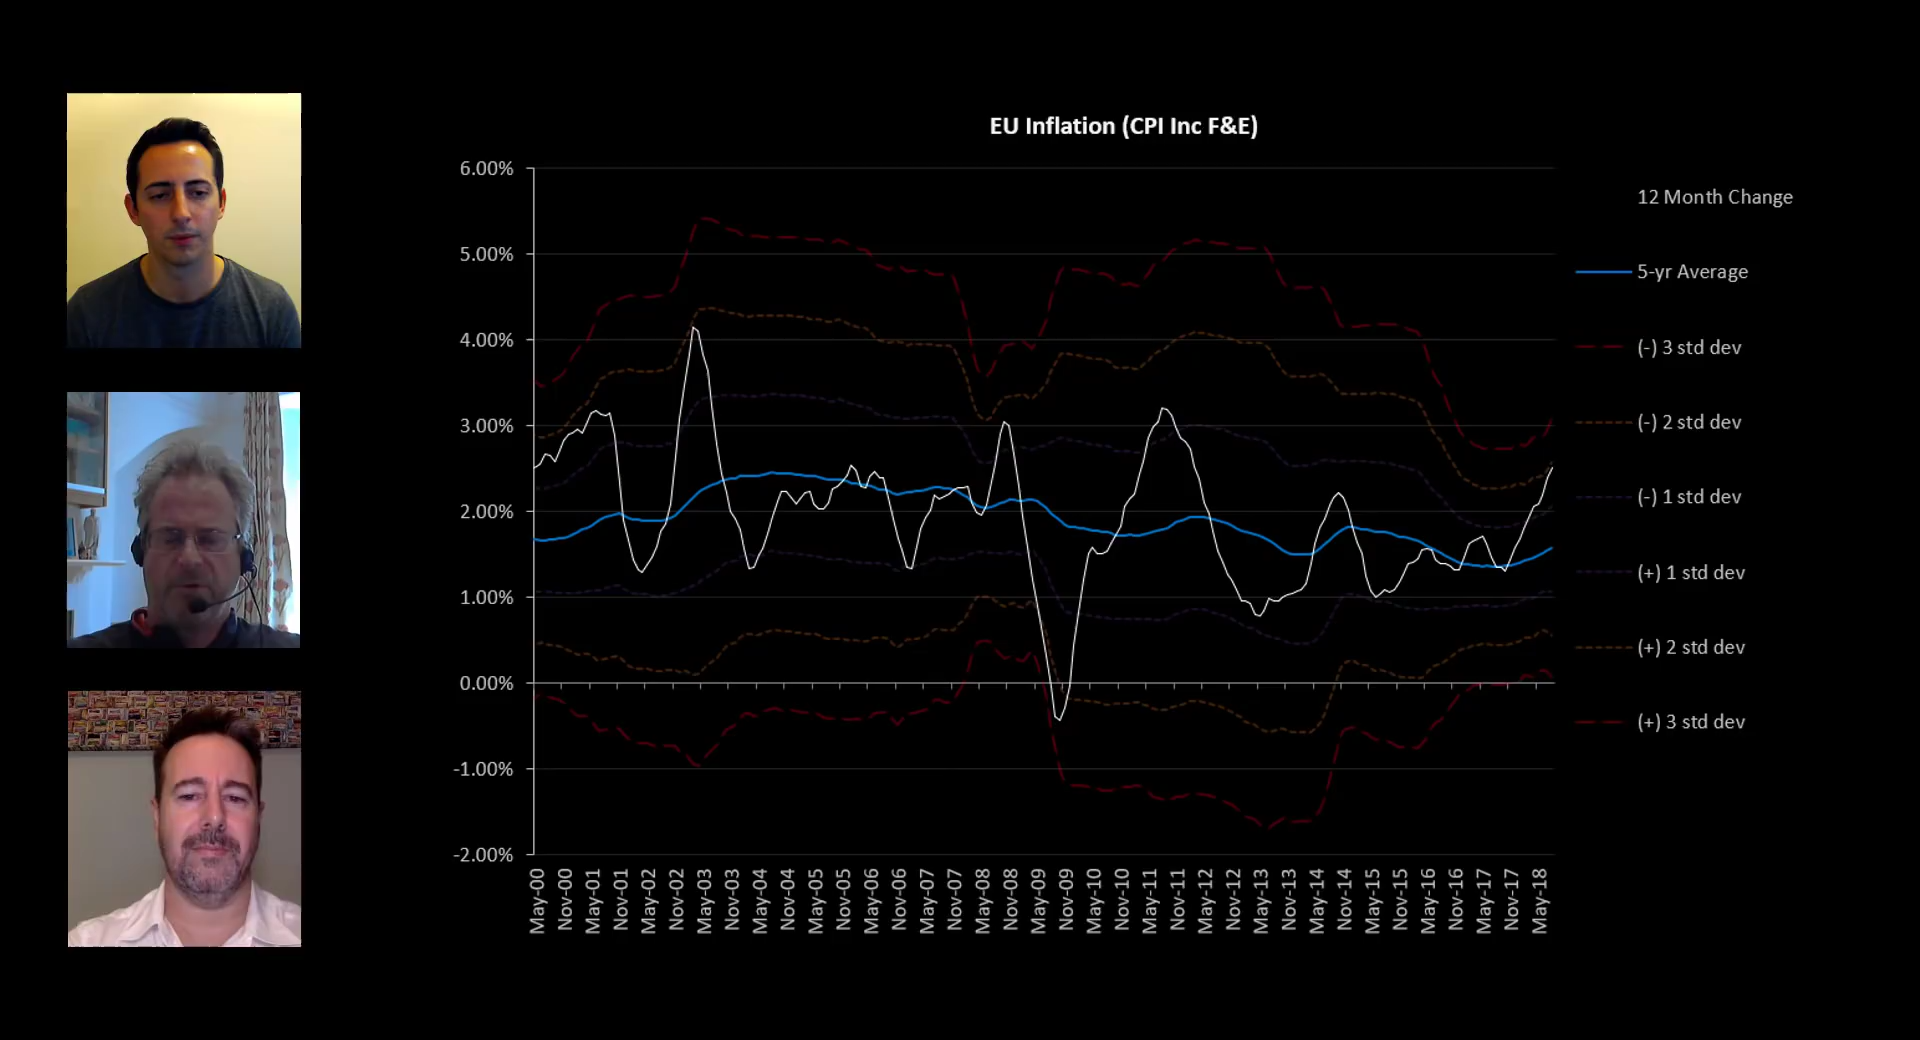 EU Inflation (CPI Inc F&E)
6.00%
5.00%
4.00%
3.00%
2.00%
1.00%
0.00%
-1.00%
-2.00%
May-00
Nov-00
May-01
Nov-01
May-02
Nov-02
May-03
Nov-03
May-04
Nov-04
May-05
Nov-05
May-06
Nov-06
May-07
Nov-07
May-08
Nov-08
May-09
Nov-09
May-10
Nov-10
May-11
Nov-11
May-12
Nov-12
May-13
Nov-13
May-14
Nov-14
May-15
Nov-15
May-16
Nov-16
May-17
Nov-17
May-18
12 Month Change
5-yr Average
(-) 3 std dev
(-) 2 std dev
(-) 1 std dev
(+) 1 std dev
(+) 2 std dev
(+) 3 std dev